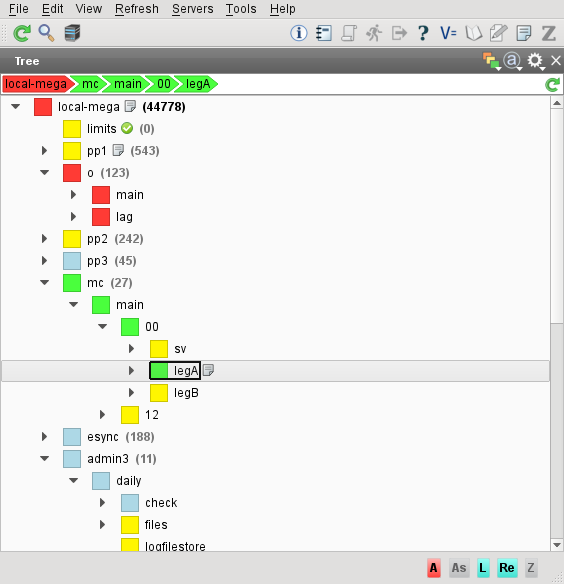 File Edit View Refresh Servers Tools Help
V=
Z
Tree
a
local-mega mc main 00 legA
local-mega (44778)
limits (0)
pp1 (543)
o (123)
main
lag
pp2 (242)
pp3 (45)
mc (27)
main
00
sv
legA
legB
12
esync (188)
admin3 (11)
daily
check
files
logfilestore
A As L Re Z